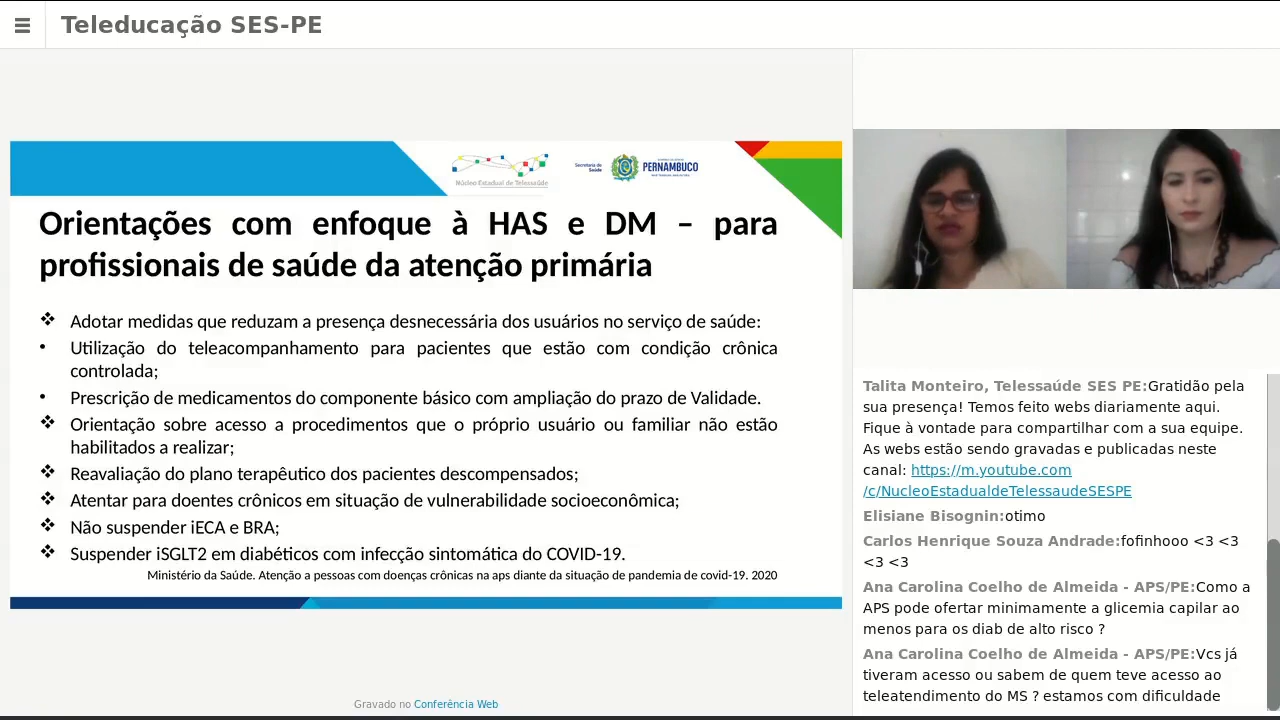 Teleducação SES-PE
Núcleo Estadual de Telessaúde
Secretaria de
Saúde
PERNAMBUCO
Orientações com enfoque à HAS e DM – para
profissionais de saúde da atenção primária
❖ Adotar medidas que reduzam a presença desnecessária dos usuários no serviço de saúde:
• Utilização do teleacompanhamento para pacientes que estão com condição crônica
controlada;
• Prescrição de medicamentos do componente básico com ampliação do prazo de Validade.
❖ Orientação sobre acesso a procedimentos que o próprio usuário ou familiar não estão
habilitados a realizar;
❖ Reavaliação do plano terapêutico dos pacientes descompensados;
❖ Atentar para doentes crônicos em situação de vulnerabilidade socioeconômica;
❖ Não suspender iECA e BRA;
❖ Suspender iSGLT2 em diabéticos com infecção sintomática do COVID-19.
Ministério da Saúde. Atenção a pessoas com doenças crônicas na aps diante da situação de pandemia de covid-19. 2020
Gravado no Conferência Web
Talita Monteiro, Telessaúde SES PE:Gratidão pela
sua presença! Temos feito webs diariamente aqui.
Fique à vontade para compartilhar com a sua equipe.
As webs estão sendo gravadas e publicadas neste
canal: https://m.youtube.com
/c/NucleoEstadualdeTelessaudeSESPE
Elisiane Bisognin:otimo
Carlos Henrique Souza Andrade:fofinhooo <3 <3
<3 <3
Ana Carolina Coelho de Almeida - APS/PE:Como a
APS pode ofertar minimamente a glicemia capilar ao
menos para os diab de alto risco ?
Ana Carolina Coelho de Almeida - APS/PE:Vcs já
tiveram acesso ou sabem de quem teve acesso ao
teleatendimento do MS ? estamos com dificuldade